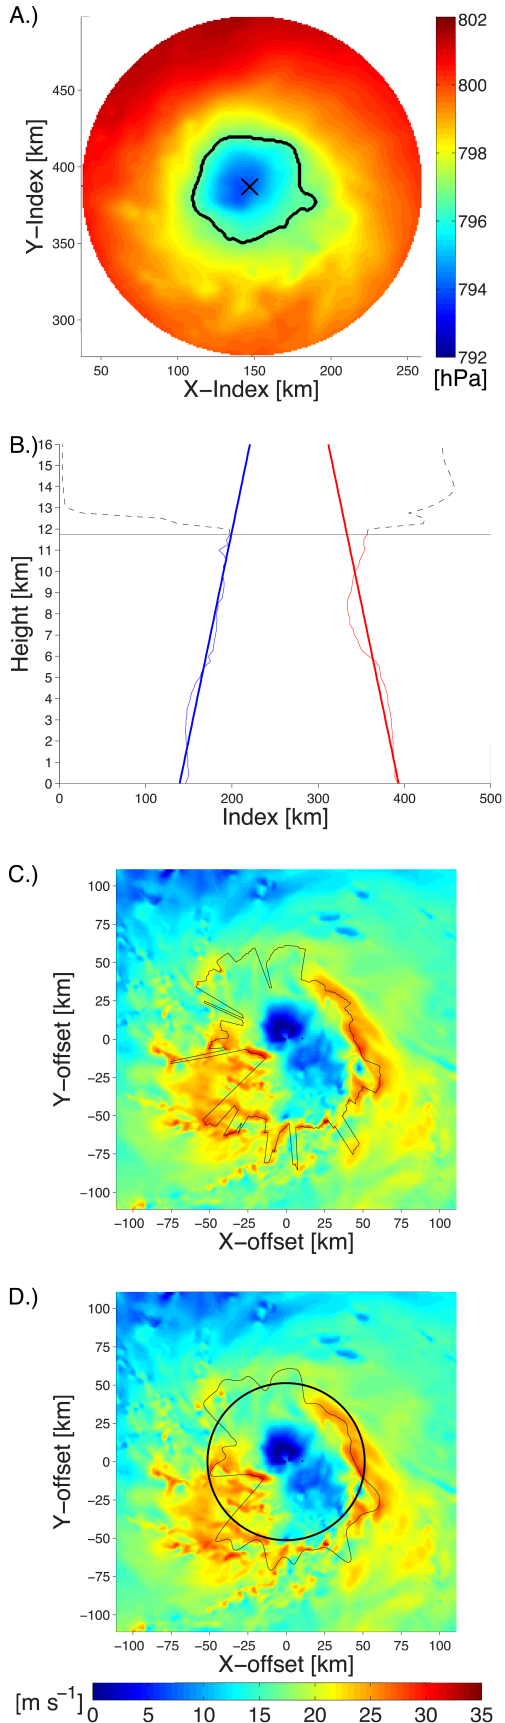 A.)
802
800
798
796
794
792
[hPa]
Y−Index [km]
450
400
350
300
50 100 150 200 250
X−Index [km]
B.)
16
15
14
13
12
11
10
9
8
7
6
5
4
3
2
1
0
Height [km]
0 100 200 300 400 500
Index [km]
C.)
100
75
50
25
0
−25
−50
−75
−100
Y−offset [km]
−100 −75 −50 −25 0 25 50 75 100
X−offset [km]
D.)
100
75
50
25
0
−25
−50
−75
−100
Y−offset [km]
−100 −75 −50 −25 0 25 50 75 100
X−offset [km]
[m s⁻¹]
0 5 10 15 20 25 30 35